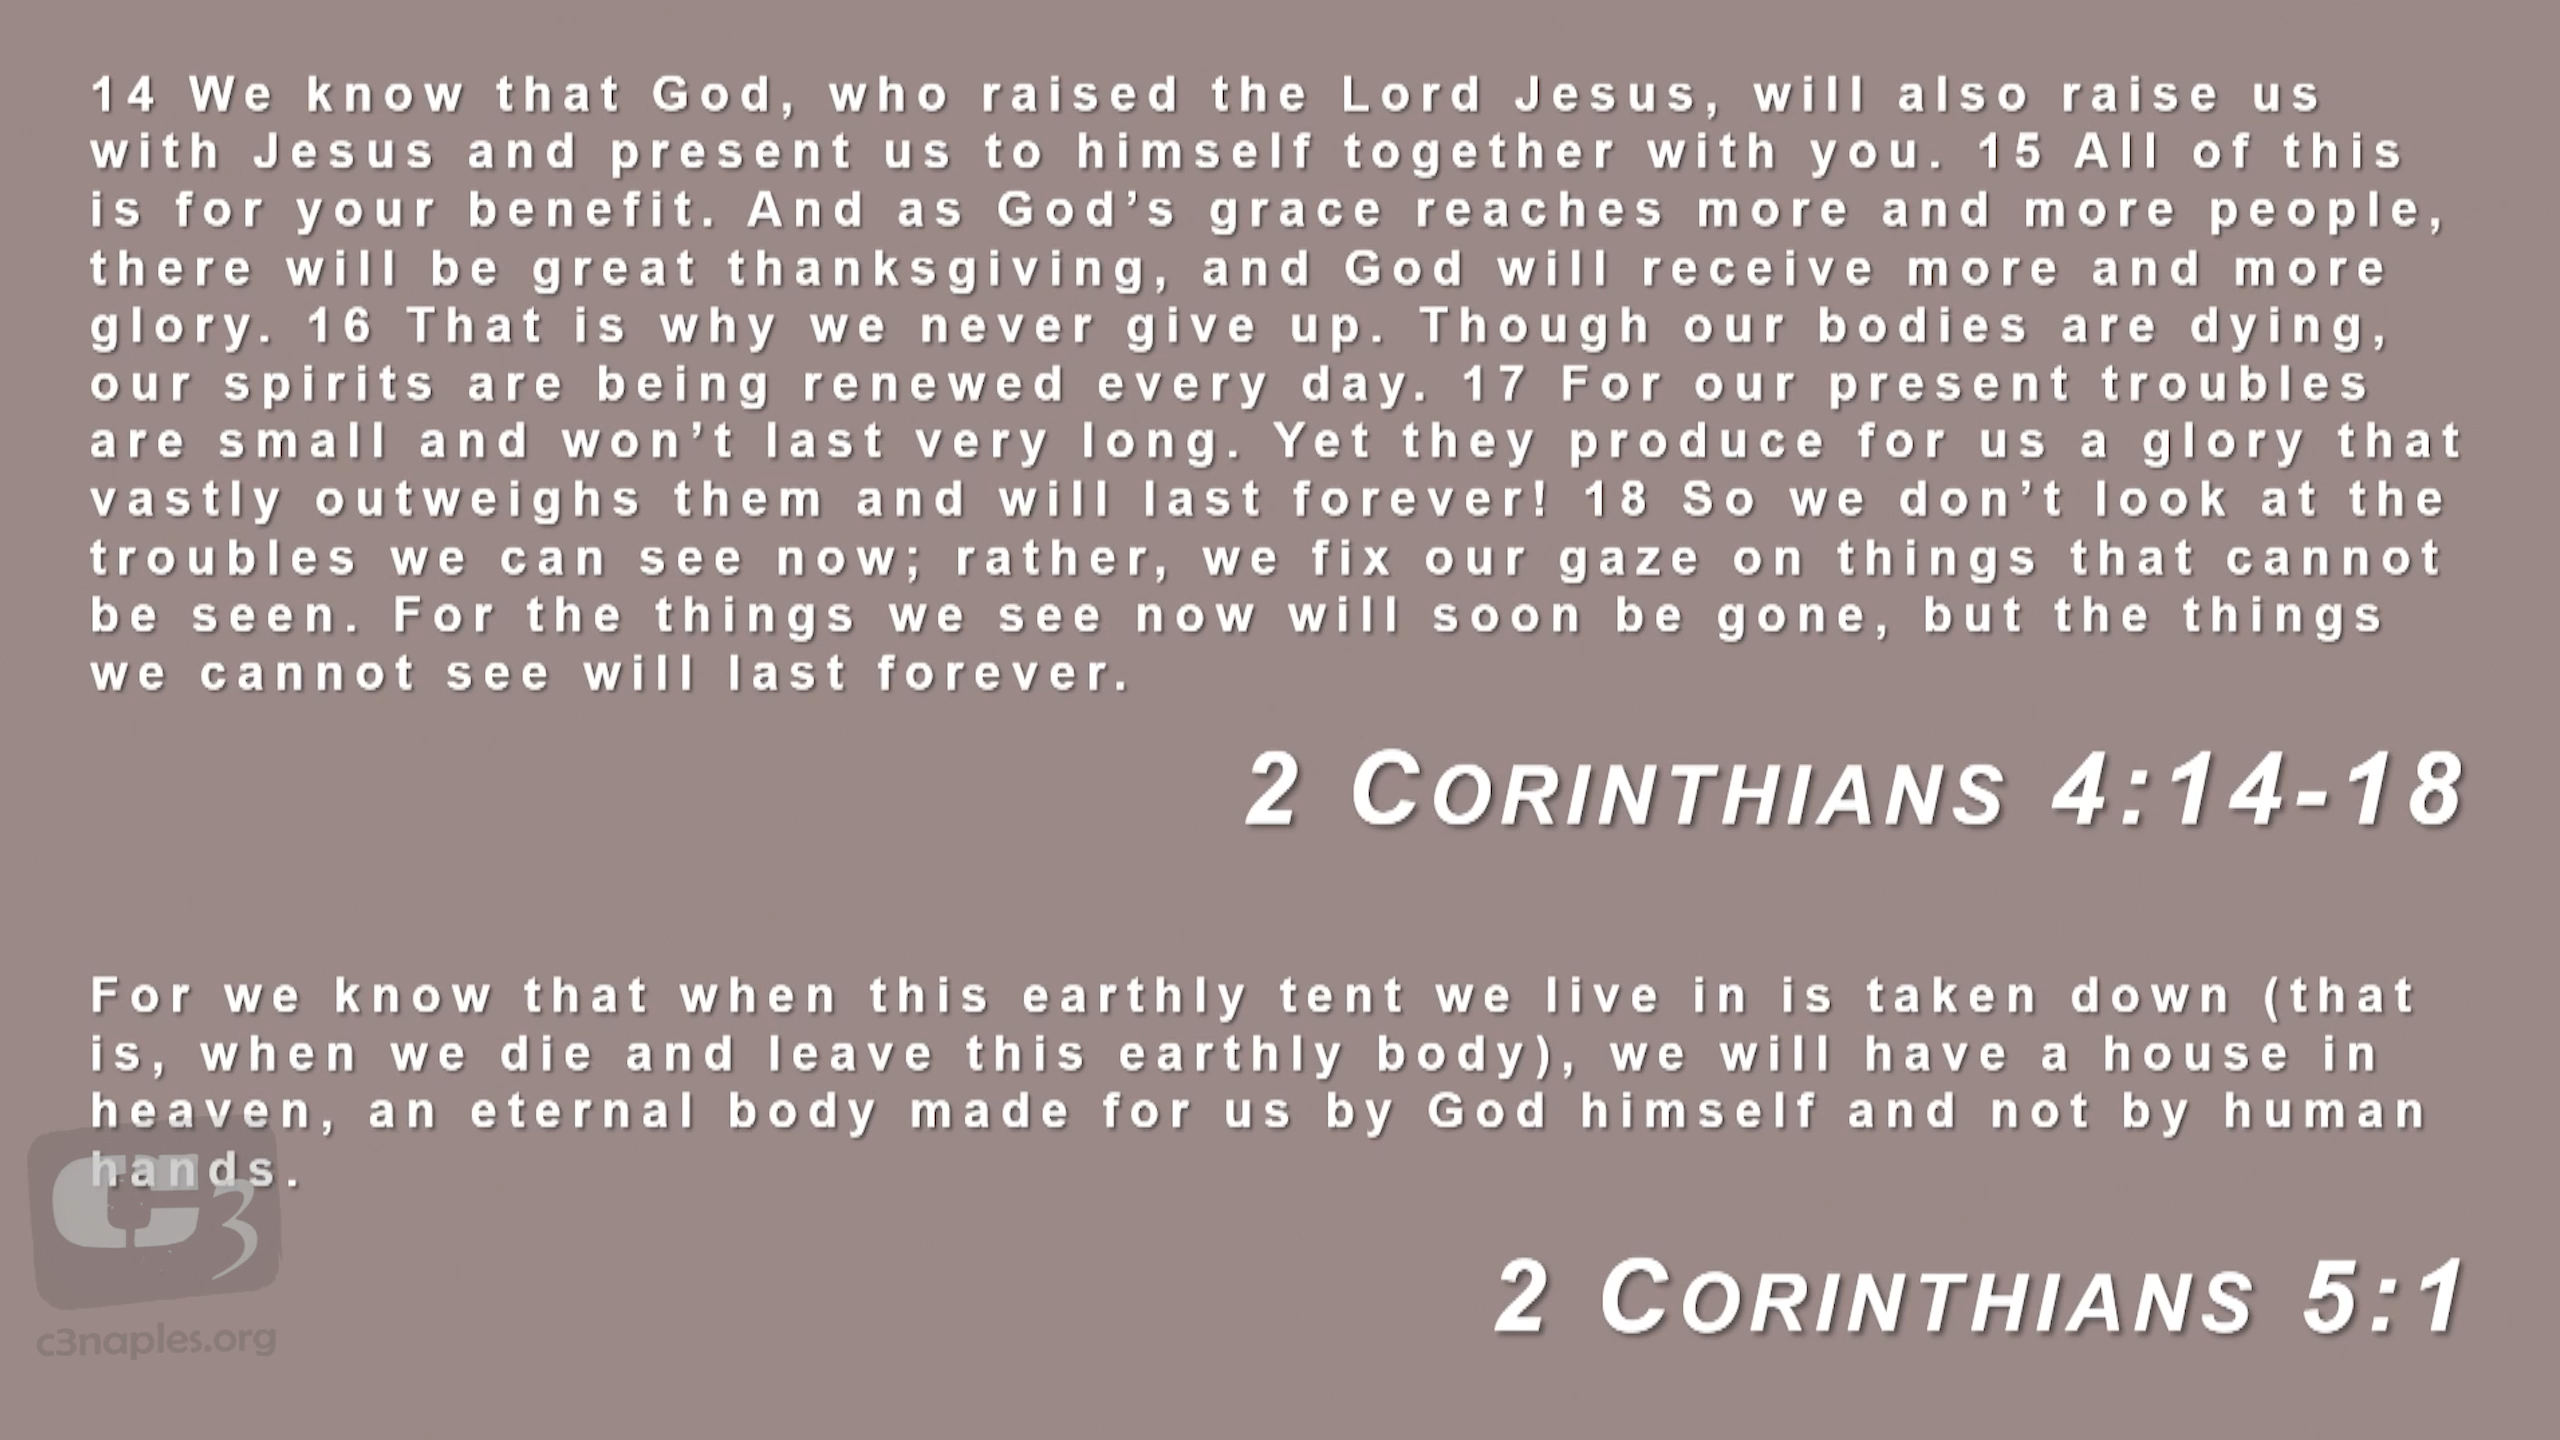 14 We know that God, who raised the Lord Jesus, will also raise us
with Jesus and present us to himself together with you. 15 All of this
is for your benefit. And as God’s grace reaches more and more people,
there will be great thanksgiving, and God will receive more and more
glory. 16 That is why we never give up. Though our bodies are dying,
our spirits are being renewed every day. 17 For our present troubles
are small and won’t last very long. Yet they produce for us a glory that
vastly outweighs them and will last forever! 18 So we don’t look at the
troubles we can see now; rather, we fix our gaze on things that cannot
be seen. For the things we see now will soon be gone, but the things
we cannot see will last forever.
2 CORINTHIANS 4:14-18
For we know that when this earthly tent we live in is taken down (that
is, when we die and leave this earthly body), we will have a house in
heaven, an eternal body made for us by God himself and not by human
hands.
C3
c3naples.org
2 CORINTHIANS 5:1